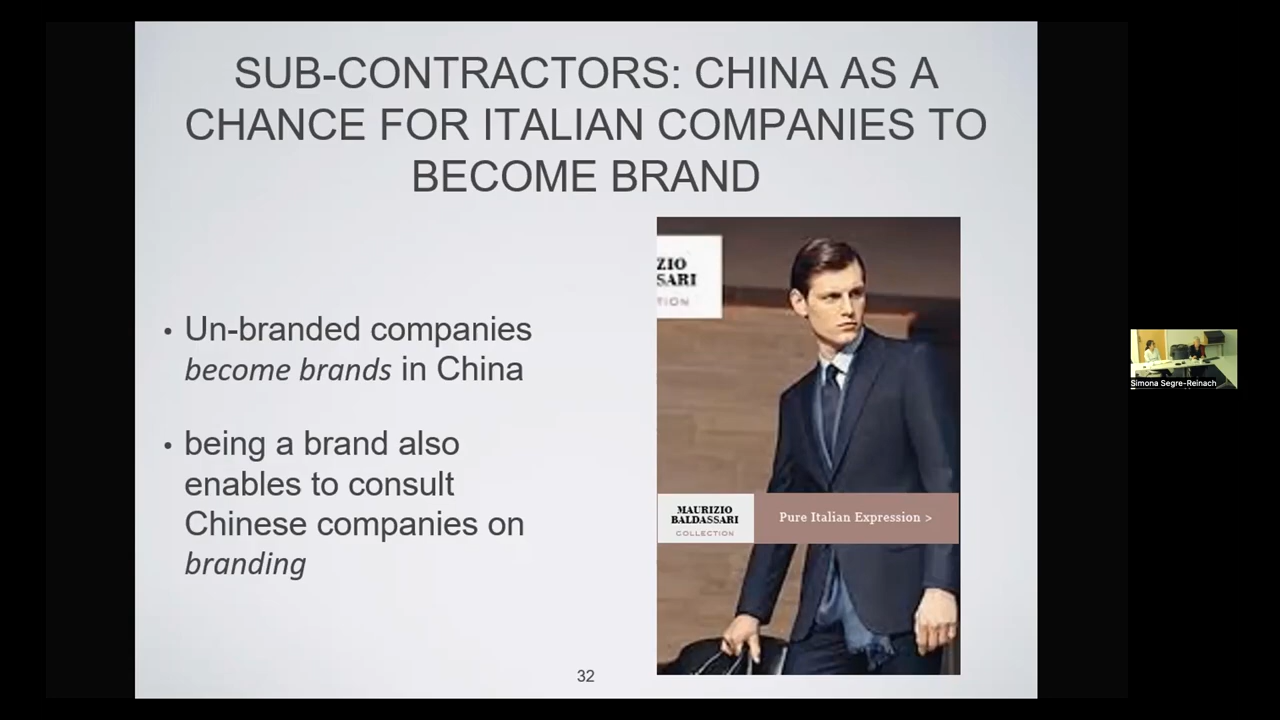 SUB-CONTRACTORS: CHINA AS A
CHANCE FOR ITALIAN COMPANIES TO
BECOME BRAND
• Un-branded companies
become brands in China
• being a brand also
enables to consult
Chinese companies on
branding
ZIO
SARI
TION
MAURIZIO
BALDASSARI
COLLECTION
Pure Italian Expression >
32
Simona Segre-Reinach